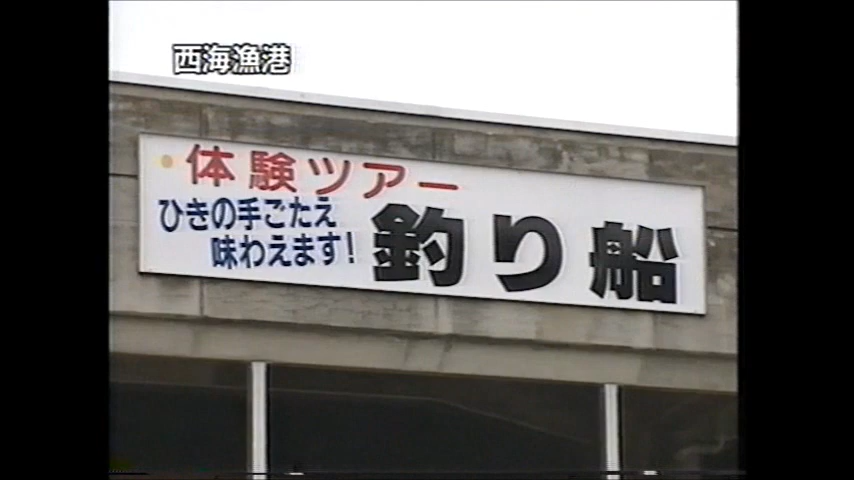 西海漁港
・体験ツアー
ひきの手ごたえ
味わえます!
釣り船